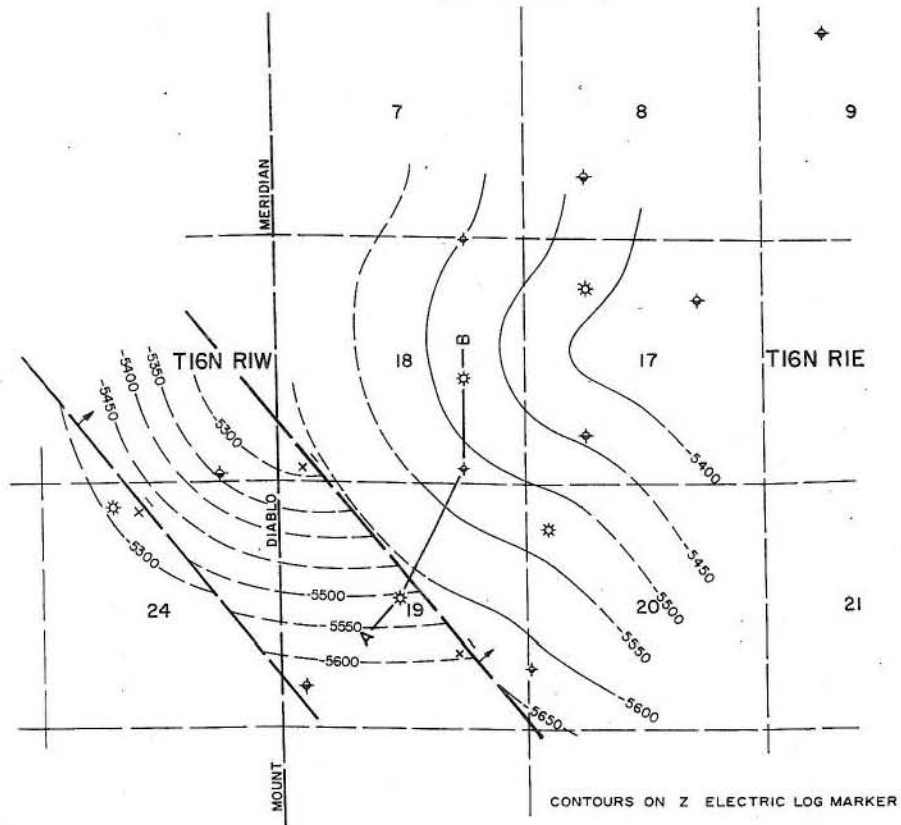 7
8
9
MERIDIAN
T16N R1W
18
B
17
T16N R1E
-5450
-5400
-5350
-5300
-5400
DIABLO
-5300
-5450
24
-5500
19
20
-5500
21
-5550
A
-5550
-5600
-5600
-5650
MOUNT
CONTOURS ON Z ELECTRIC LOG MARKER